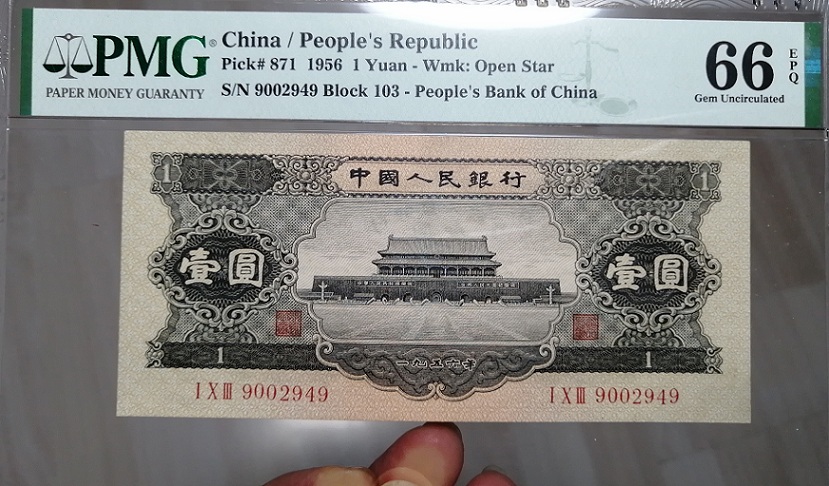 PMG®
PAPER MONEY GUARANTY
China / People's Republic
Pick# 871 1956 1 Yuan - Wmk: Open Star
S/N 9002949 Block 103 - People's Bank of China
66
EPQ
Gem Uncirculated
中國人民銀行
1
1
壹圓
壹圓
1
1
一九五六年
I X III 9002949
I X III 9002949